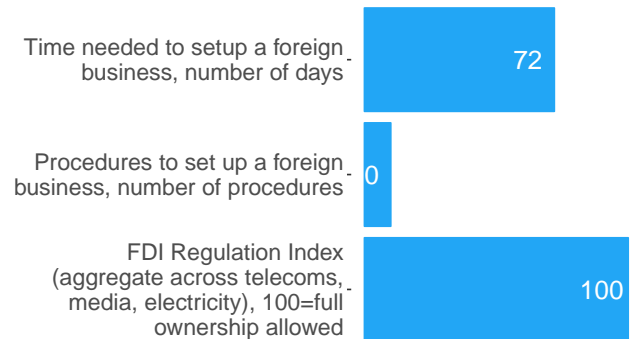 Time needed to setup a foreign
business, number of days
72
Procedures to set up a foreign
business, number of procedures
0
FDI Regulation Index
(aggregate across telecoms,
media, electricity), 100=full
ownership allowed
100